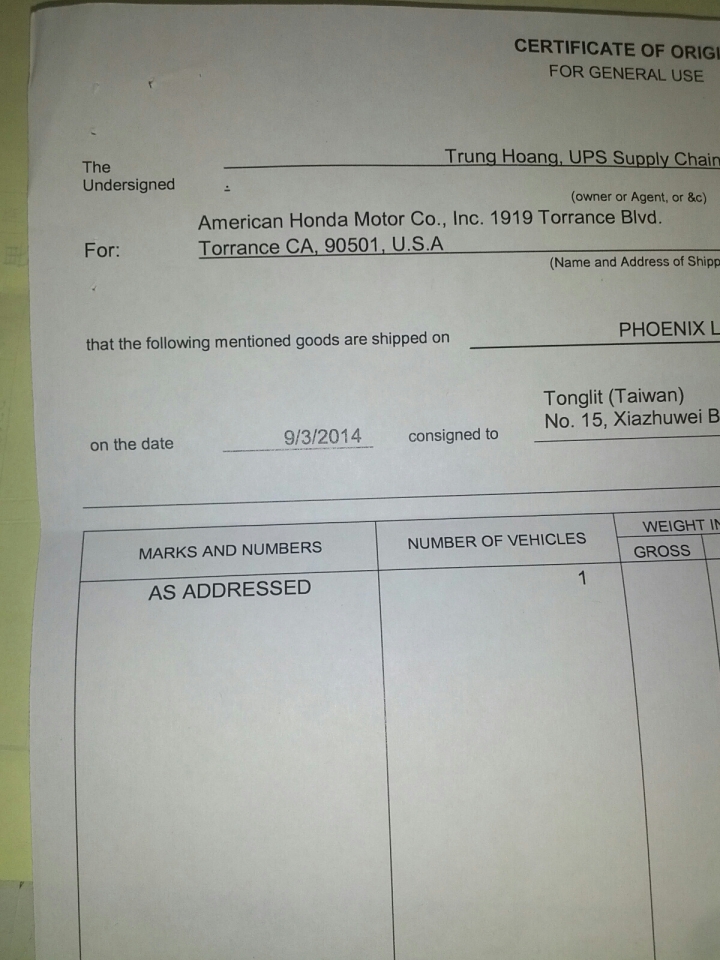 CERTIFICATE OF ORIGI
FOR GENERAL USE
The
Undersigned
Trung Hoang, UPS Supply Chain
:
(owner or Agent, or &c)
For:
American Honda Motor Co., Inc. 1919 Torrance Blvd.
Torrance CA, 90501, U.S.A
(Name and Address of Shipp
that the following mentioned goods are shipped on
PHOENIX L
on the date
9/3/2014
consigned to
Tonglit (Taiwan)
No. 15, Xiazhuwei B
MARKS AND NUMBERS
NUMBER OF VEHICLES
WEIGHT IN
GROSS
AS ADDRESSED
1